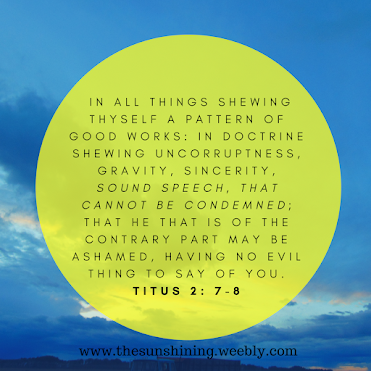 IN ALL THINGS SHEWING
THYSELF A PATTERN OF
GOOD WORKS: IN DOCTRINE
SHEWING UNCORRUPTNESS,
GRAVITY, SINCERITY,
SOUND SPEECH, THAT
CANNOT BE CONDEMNED;
THAT HE THAT IS OF THE
CONTRARY PART MAY BE
ASHAMED, HAVING NO EVIL
THING TO SAY OF YOU.
TITUS 2: 7-8
www.thesunshining.weebly.com